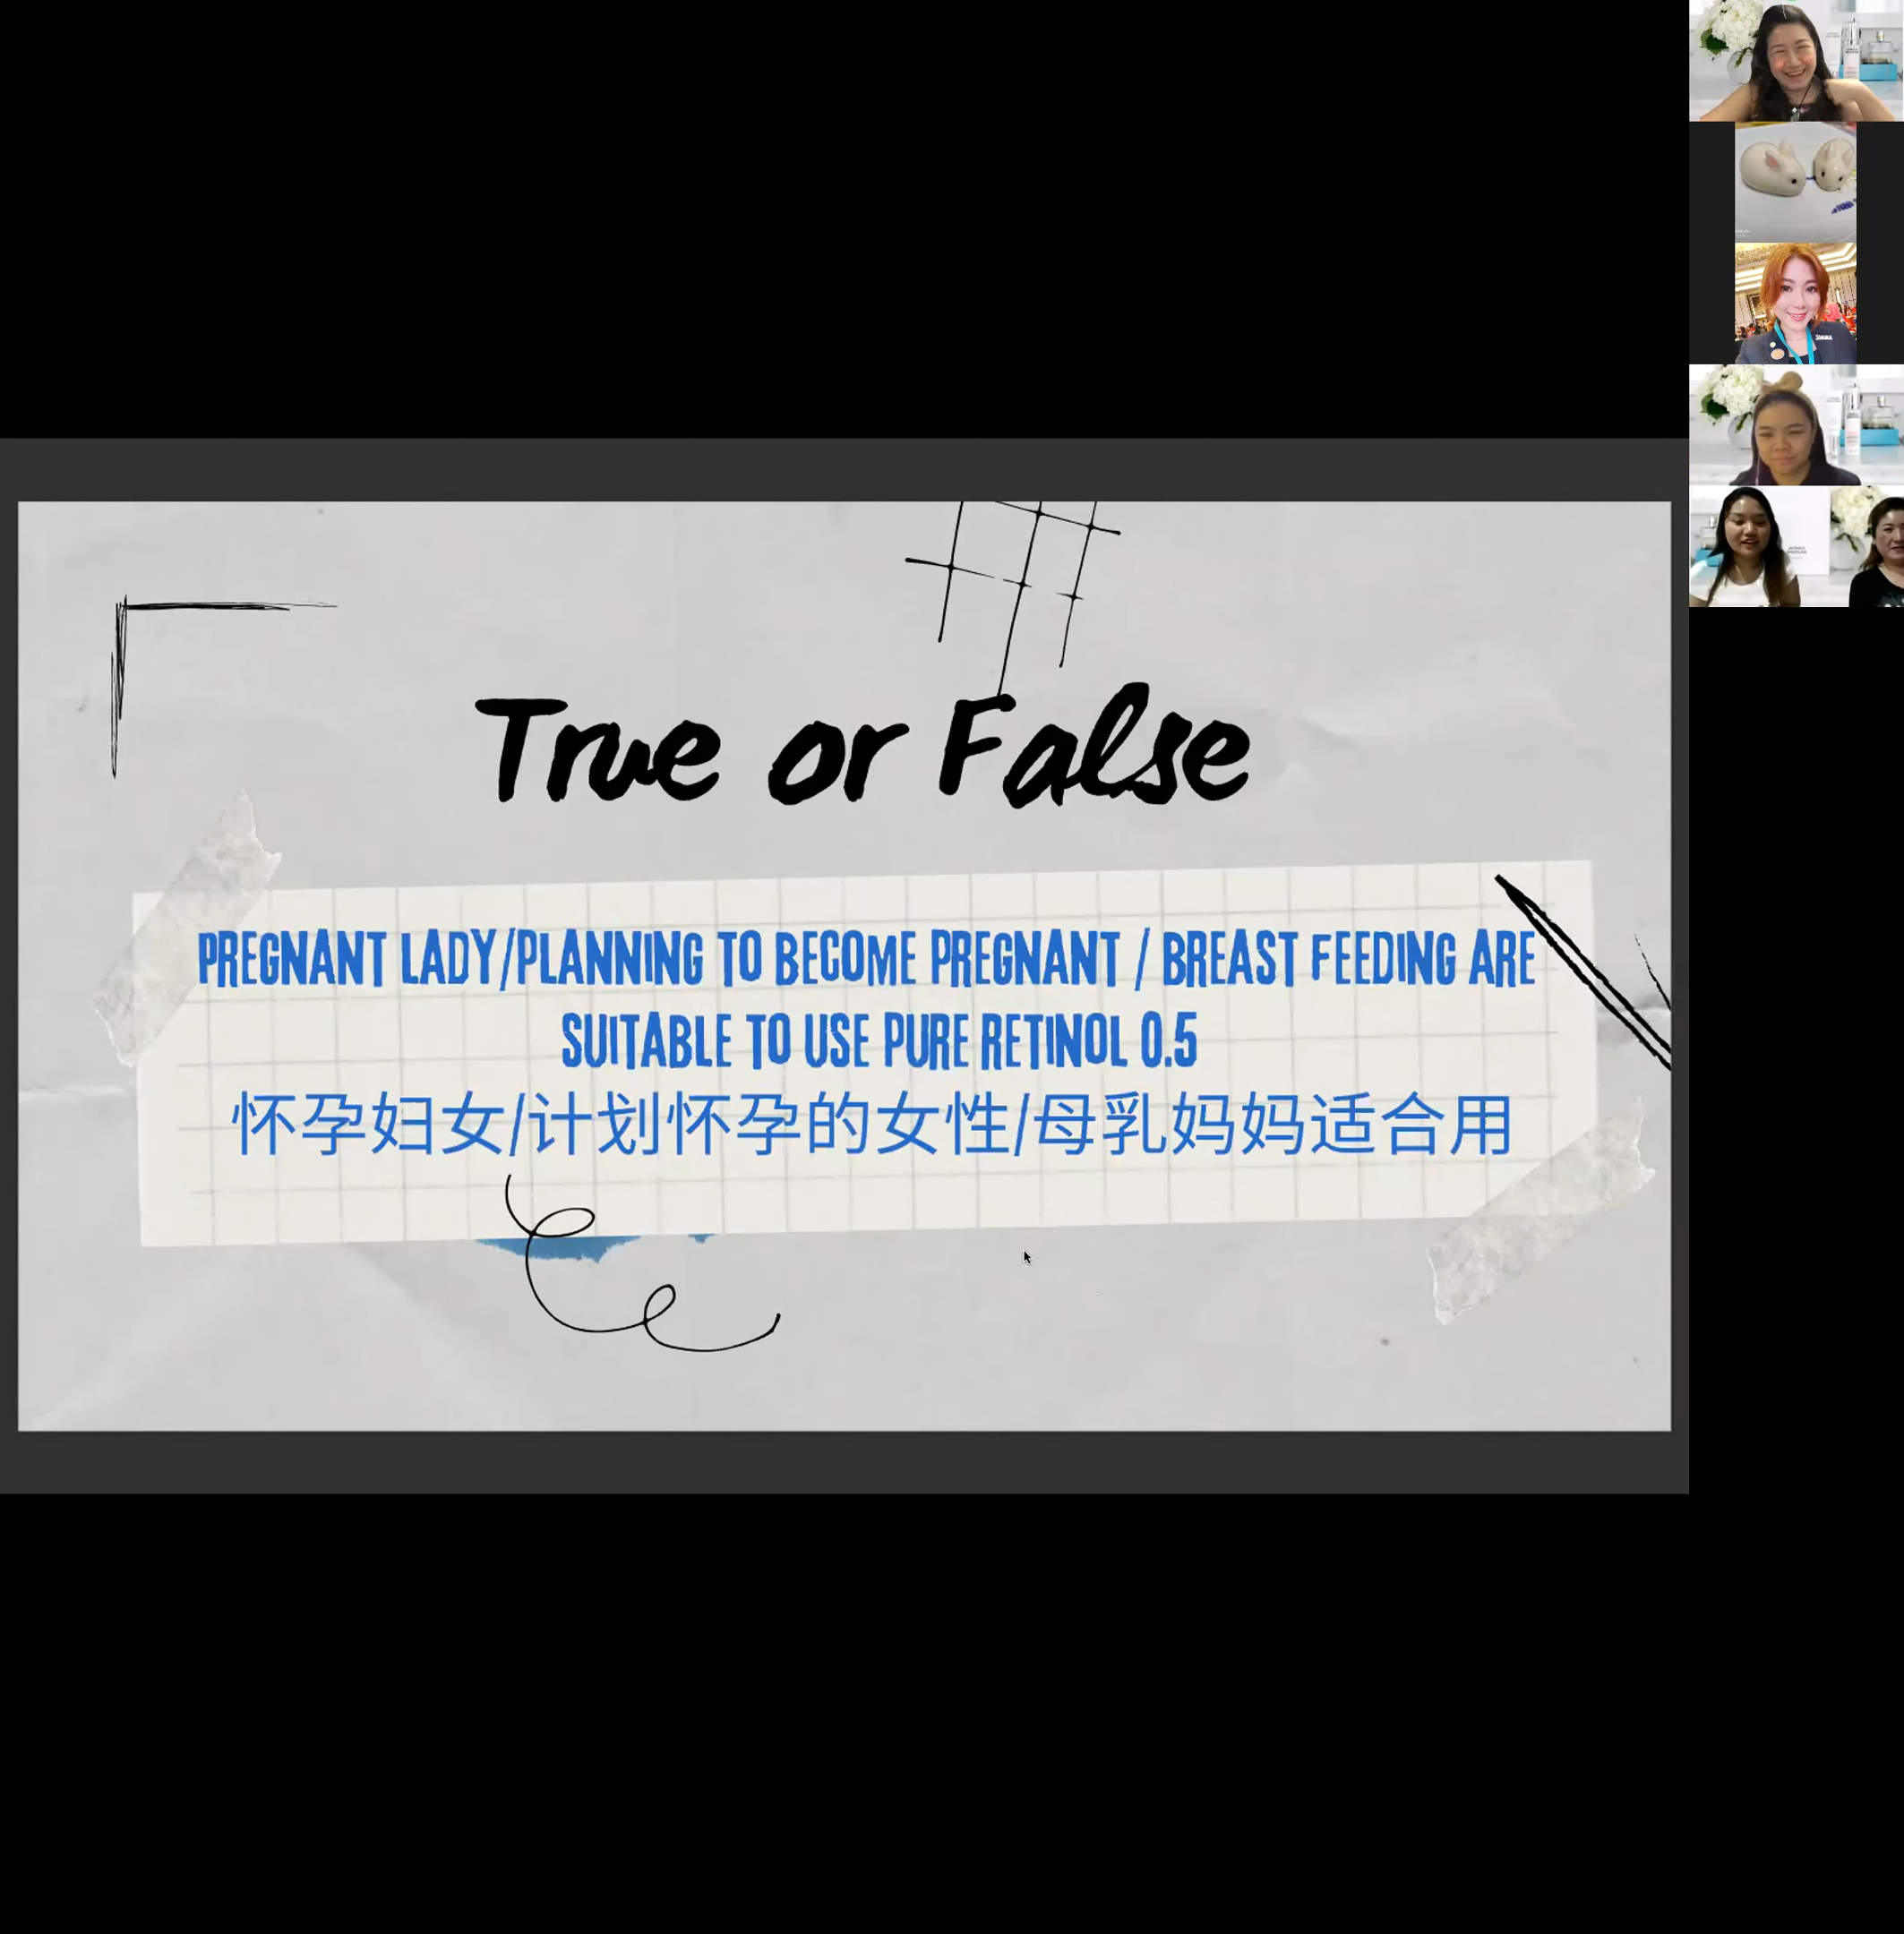 True or False
PREGNANT LADY/PLANNING TO BECOME PREGNANT / BREAST FEEDING ARE
SUITABLE TO USE PURE RETINOL 0.5
怀孕妇女/计划怀孕的女性/母乳妈妈适合用